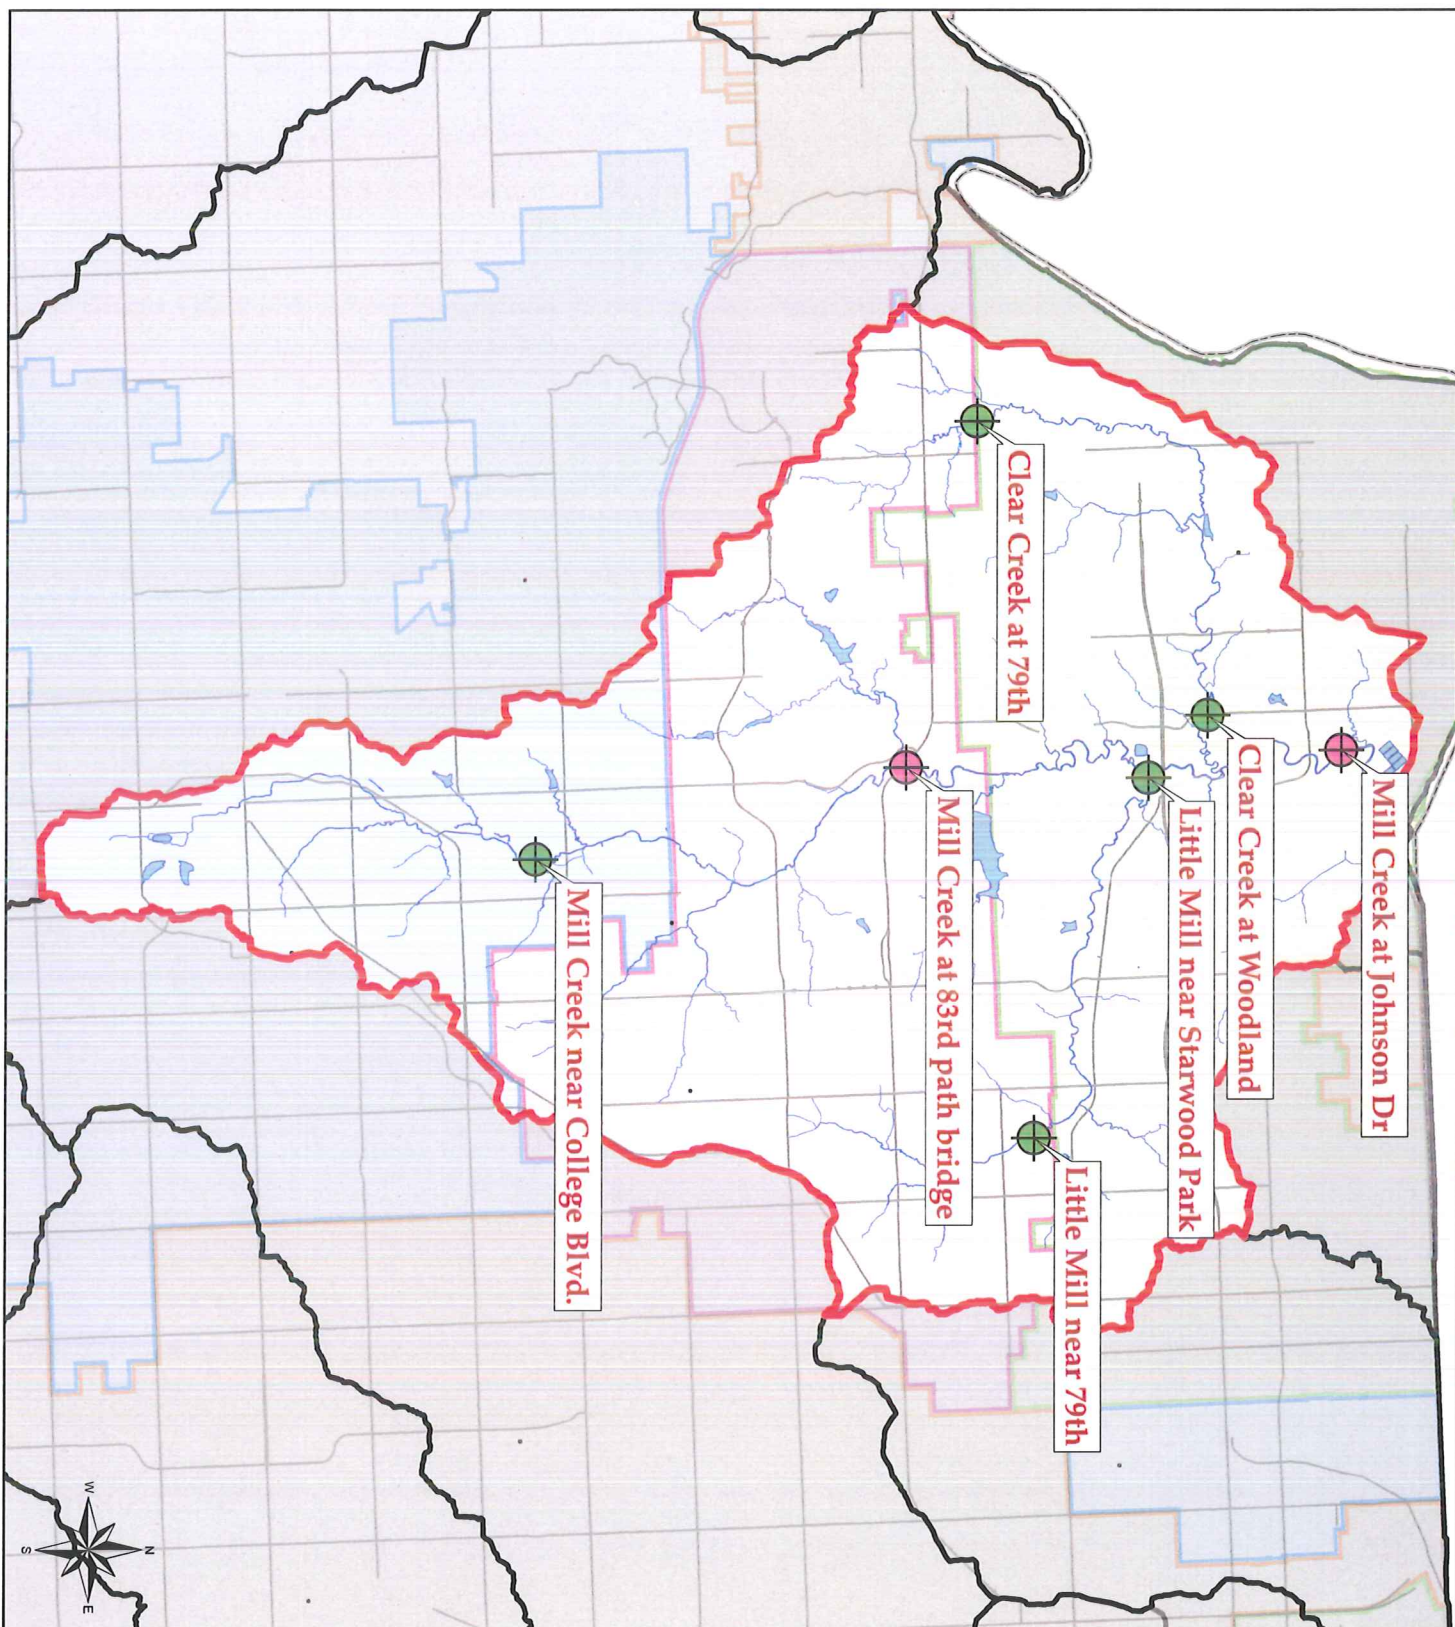 Mill Creek at Johnson Dr
Clear Creek at Woodland
Little Mill near Starwood Park
Little Mill near 79th
Clear Creek at 79th
Mill Creek at 83rd path bridge
Mill Creek near College Blvd.
N
W
E
S